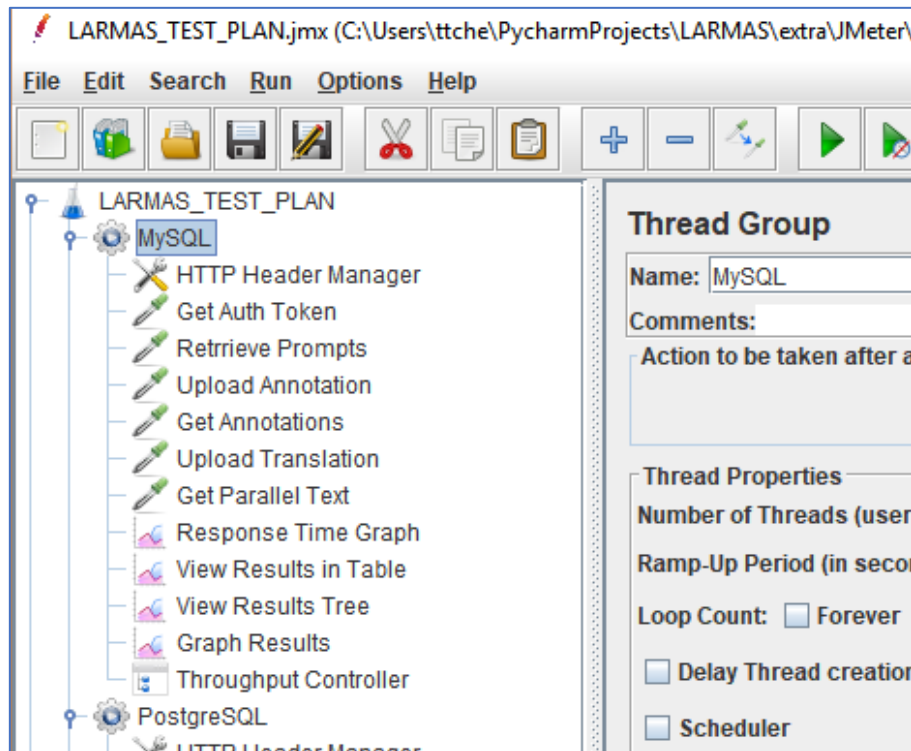 LARMAS_TEST_PLAN.jmx (C:\Users\ttche\PycharmProjects\LARMAS\extra\JMeter\
File Edit Search Run Options Help
LARMAS_TEST_PLAN
MySQL
HTTP Header Manager
Get Auth Token
Retrrieve Prompts
Upload Annotation
Get Annotations
Upload Translation
Get Parallel Text
Response Time Graph
View Results in Table
View Results Tree
Graph Results
Throughput Controller
PostgreSQL
HTTP Header Manager
Thread Group
Name: MySQL
Comments:
Action to be taken after a
Thread Properties
Number of Threads (user
Ramp-Up Period (in secon
Loop Count: Forever
Delay Thread creation
Scheduler